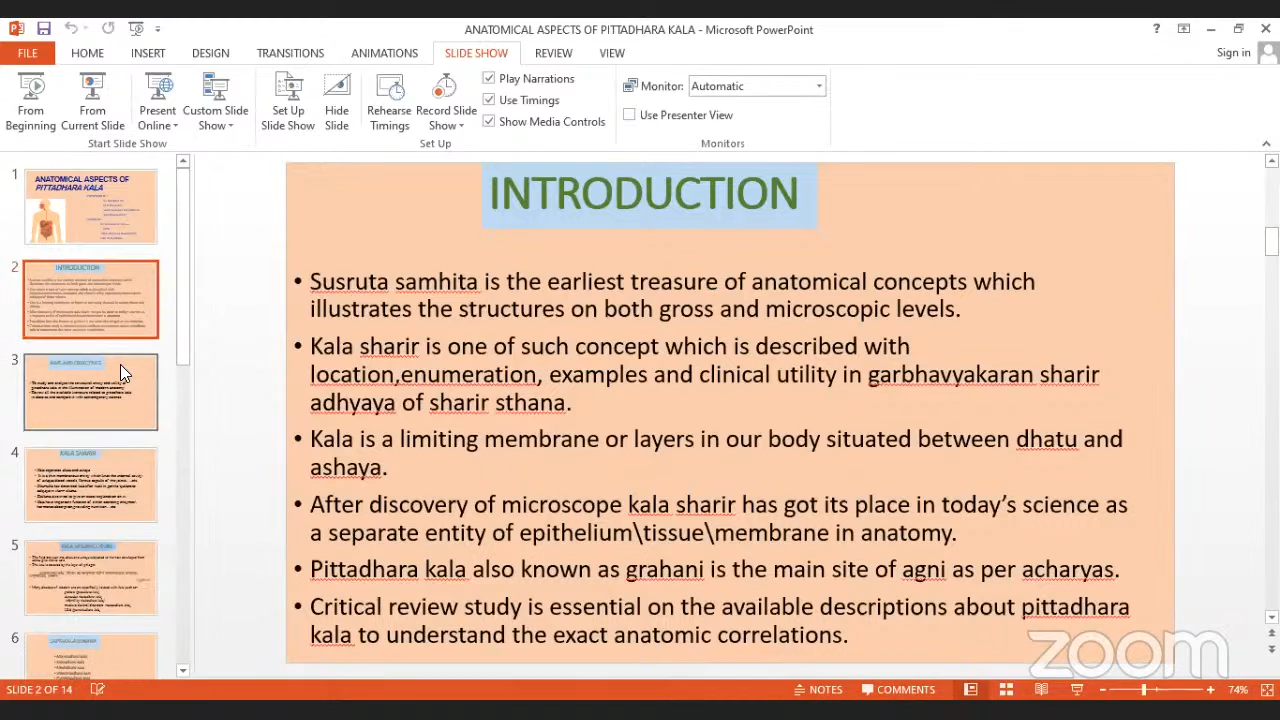 ANATOMICAL ASPECTS OF PITTADHARA KALA - Microsoft PowerPoint
FILE HOME INSERT DESIGN TRANSITIONS ANIMATIONS SLIDE SHOW REVIEW VIEW Sign in
From Beginning
From Current Slide
Present Online
Custom Slide Show
Start Slide Show
Set Up Slide Show
Hide Slide
Rehearse Timings
Record Slide Show
Play Narrations
Use Timings
Show Media Controls
Set Up
Monitor: Automatic
Use Presenter View
Monitors
1
ANATOMICAL ASPECTS OF
PITTADHARA KALA
2
INTRODUCTION
3
4
KALA SHARIR
5
6
INTRODUCTION
• Susruta samhita is the earliest treasure of anatomical concepts which
illustrates the structures on both gross and microscopic levels.
• Kala sharir is one of such concept which is described with
location,enumeration, examples and clinical utility in garbhavyakaran sharir
adhyaya of sharir sthana.
• Kala is a limiting membrane or layers in our body situated between dhatu and
ashaya.
• After discovery of microscope kala sharir has got its place in today’s science as
a separate entity of epithelium\tissue\membrane in anatomy.
• Pittadhara kala also known as grahani is the main site of agni as per acharyas.
• Critical review study is essential on the available descriptions about pittadhara
kala to understand the exact anatomic correlations.
zoom
SLIDE 2 OF 14 NOTES COMMENTS 74%